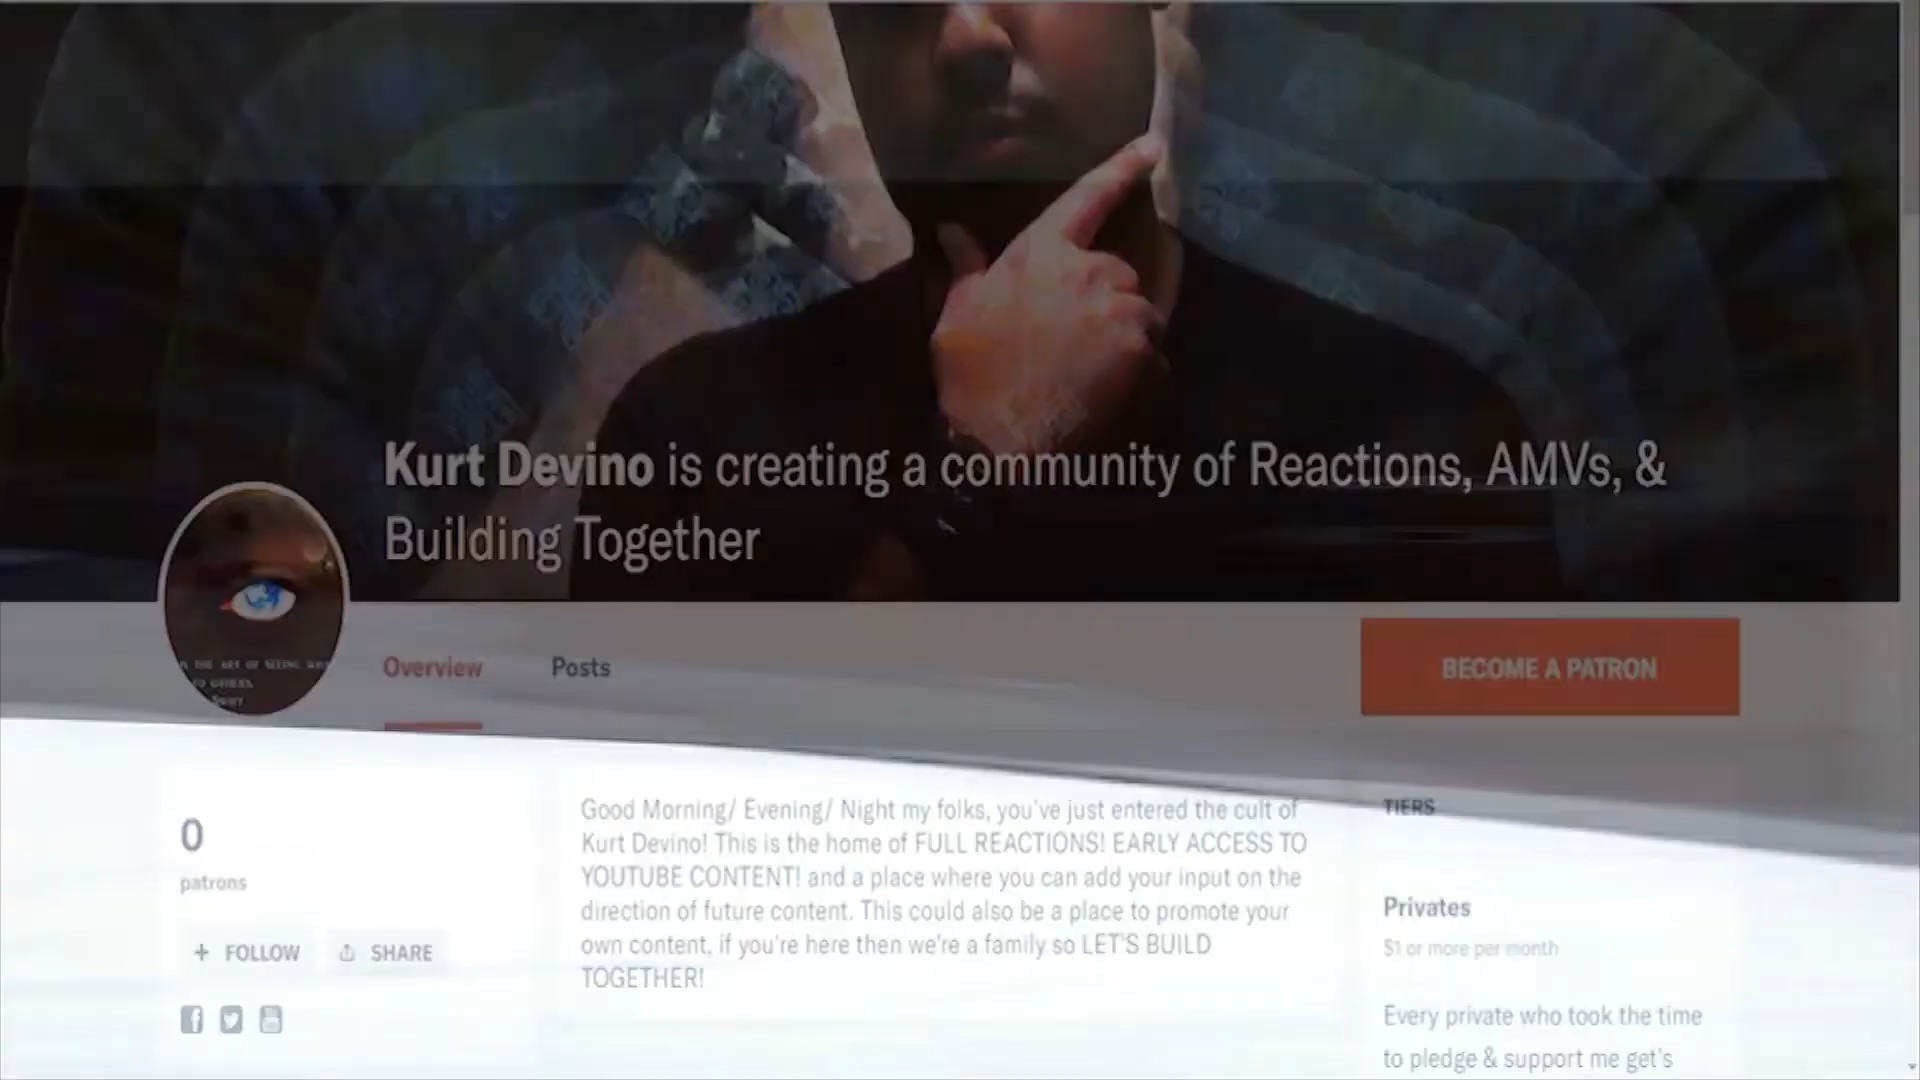 Kurt Devino is creating a community of Reactions, AMVs, &
Building Together
Overview
Posts
BECOME A PATRON
0
patrons
+ FOLLOW
SHARE
Good Morning/ Evening/ Night my folks, you've just entered the cult of
Kurt Devino! This is the home of FULL REACTIONS! EARLY ACCESS TO
YOUTUBE CONTENT! and a place where you can add your input on the
direction of future content. This could also be a place to promote your
own content, if you're here then we're a family so LET'S BUILD
TOGETHER!
TIERS
Privates
$1 or more per month
Every private who took the time
to pledge & support me get's